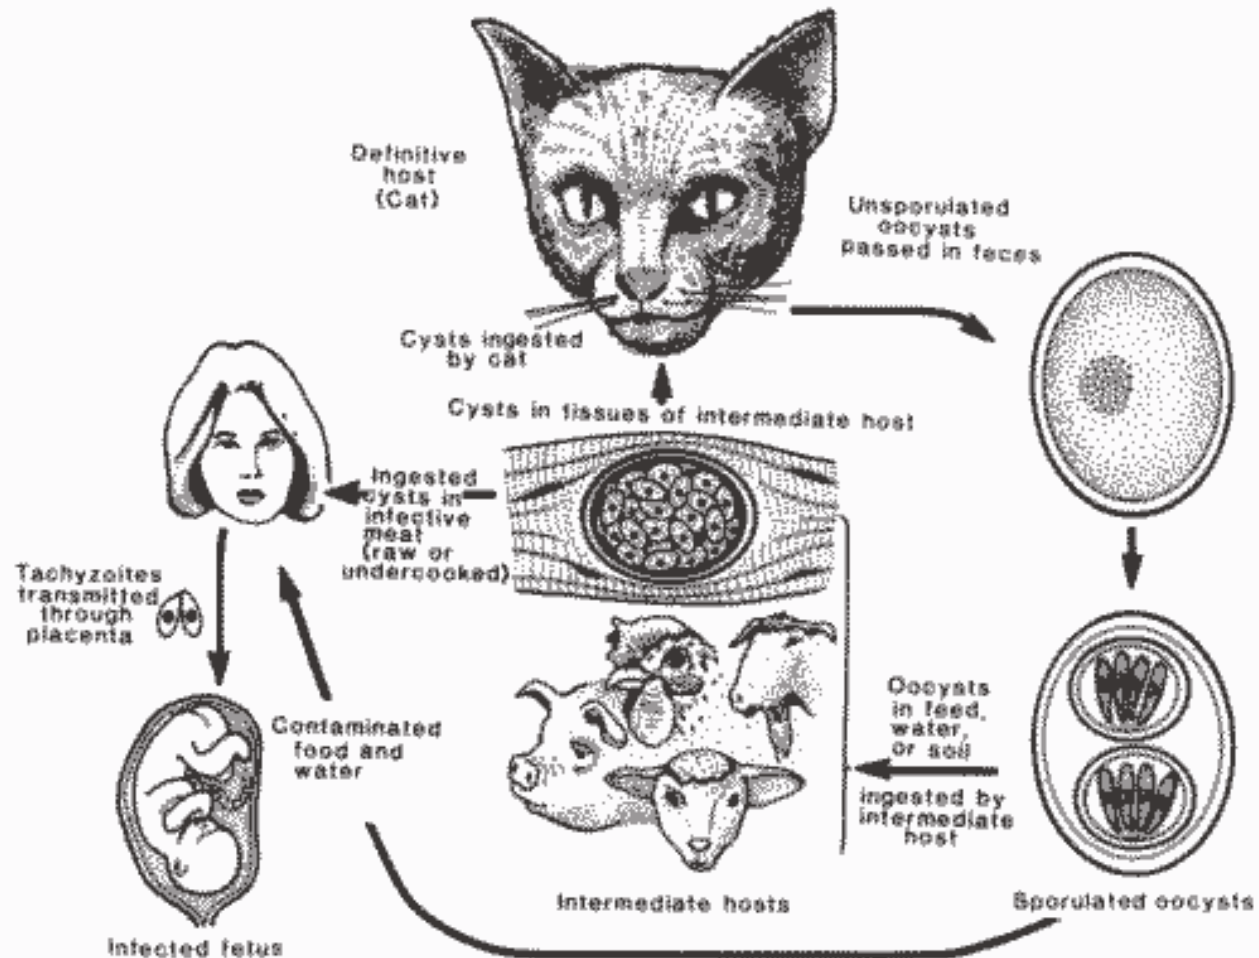 Definitive
host
(Cat)
Unsporulated
oocysts
passed in feces
Cysts ingested
by cat
Cysts in tissues of intermediate host
Ingested
cysts in
infective
meat
(raw or
undercooked)
Tachyzoites
transmitted
through
placenta
Contaminated
food and
water
Oocysts
in feed,
water,
or soil
ingested by
intermediate
host
Infected fetus
Intermediate hosts
Sporulated oocysts